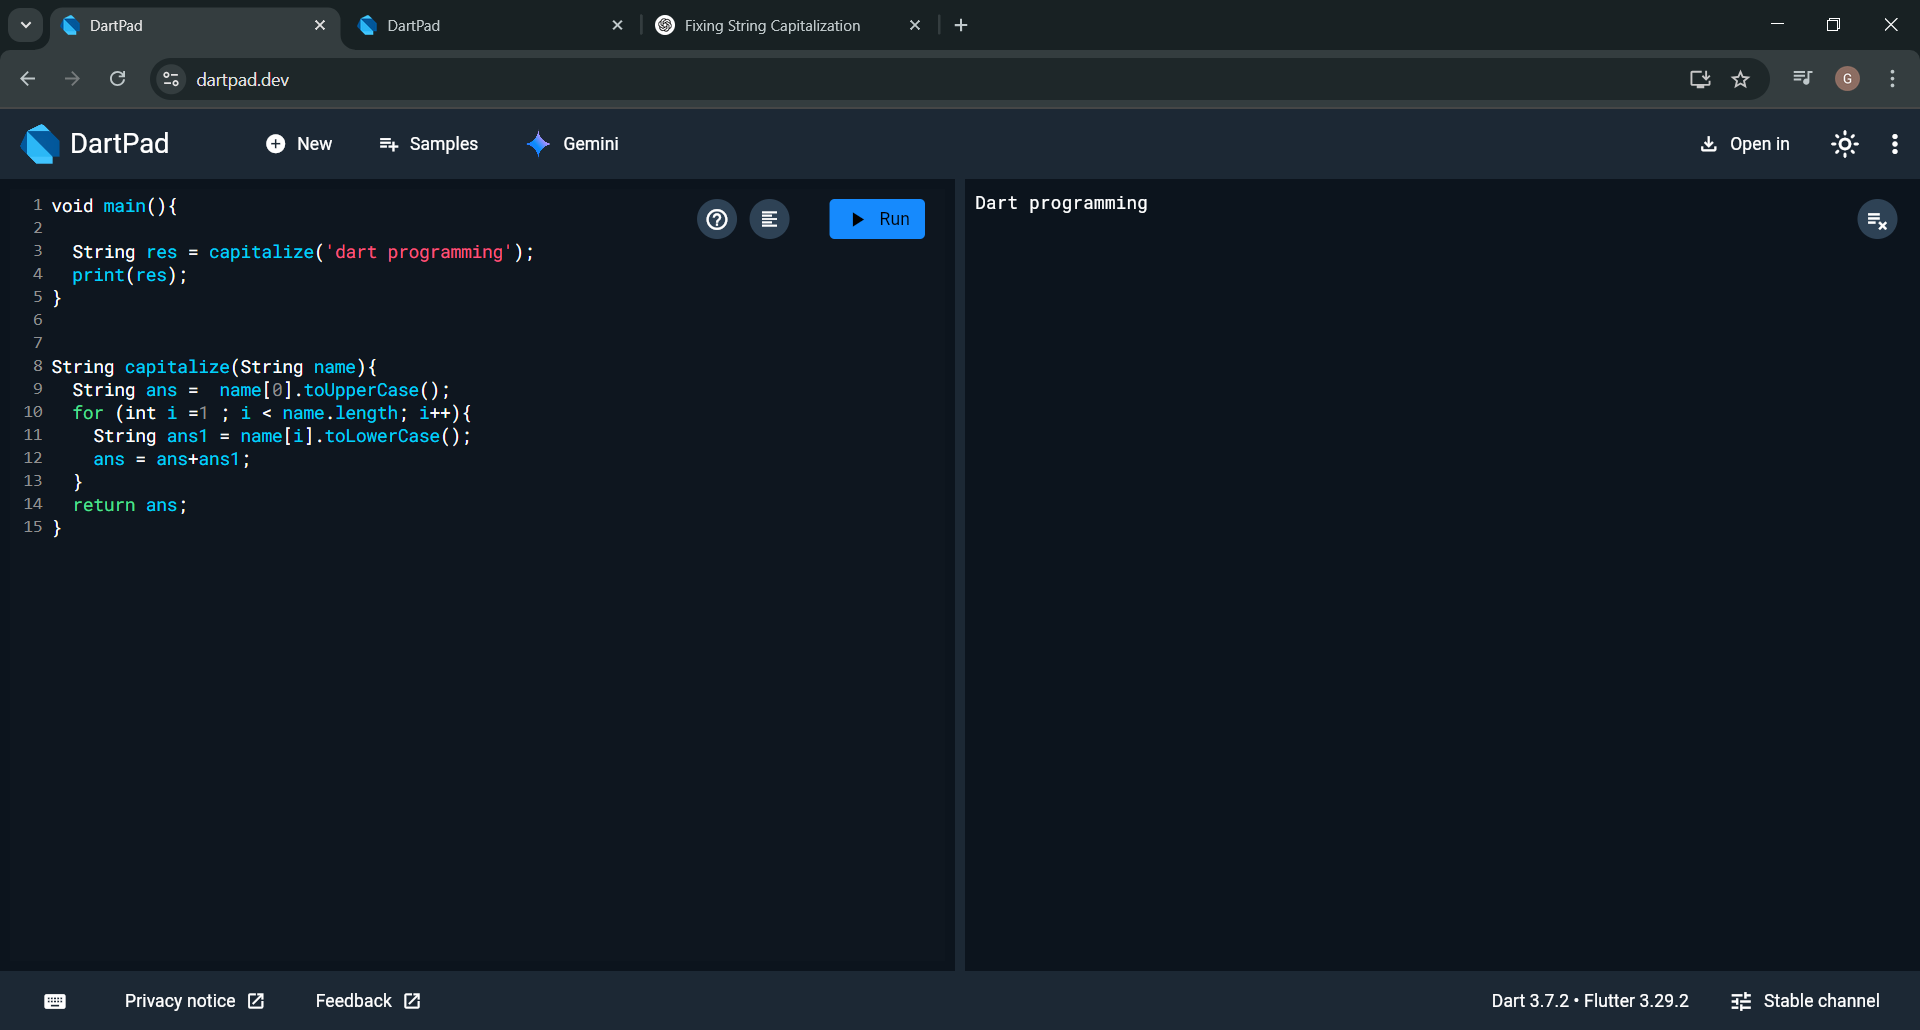 DartPad
DartPad
Fixing String Capitalization
dartpad.dev
G
DartPad
New
Samples
Gemini
Open in
1 void main(){
2
3   String res = capitalize('dart programming');
4   print(res);
5 }
6
7
8 String capitalize(String name){
9   String ans =  name[0].toUpperCase();
10   for (int i =1 ; i < name.length; i++){
11     String ans1 = name[i].toLowerCase();
12     ans = ans+ans1;
13   }
14   return ans;
15 }
Run
Dart programming
Privacy notice
Feedback
Dart 3.7.2 • Flutter 3.29.2
Stable channel